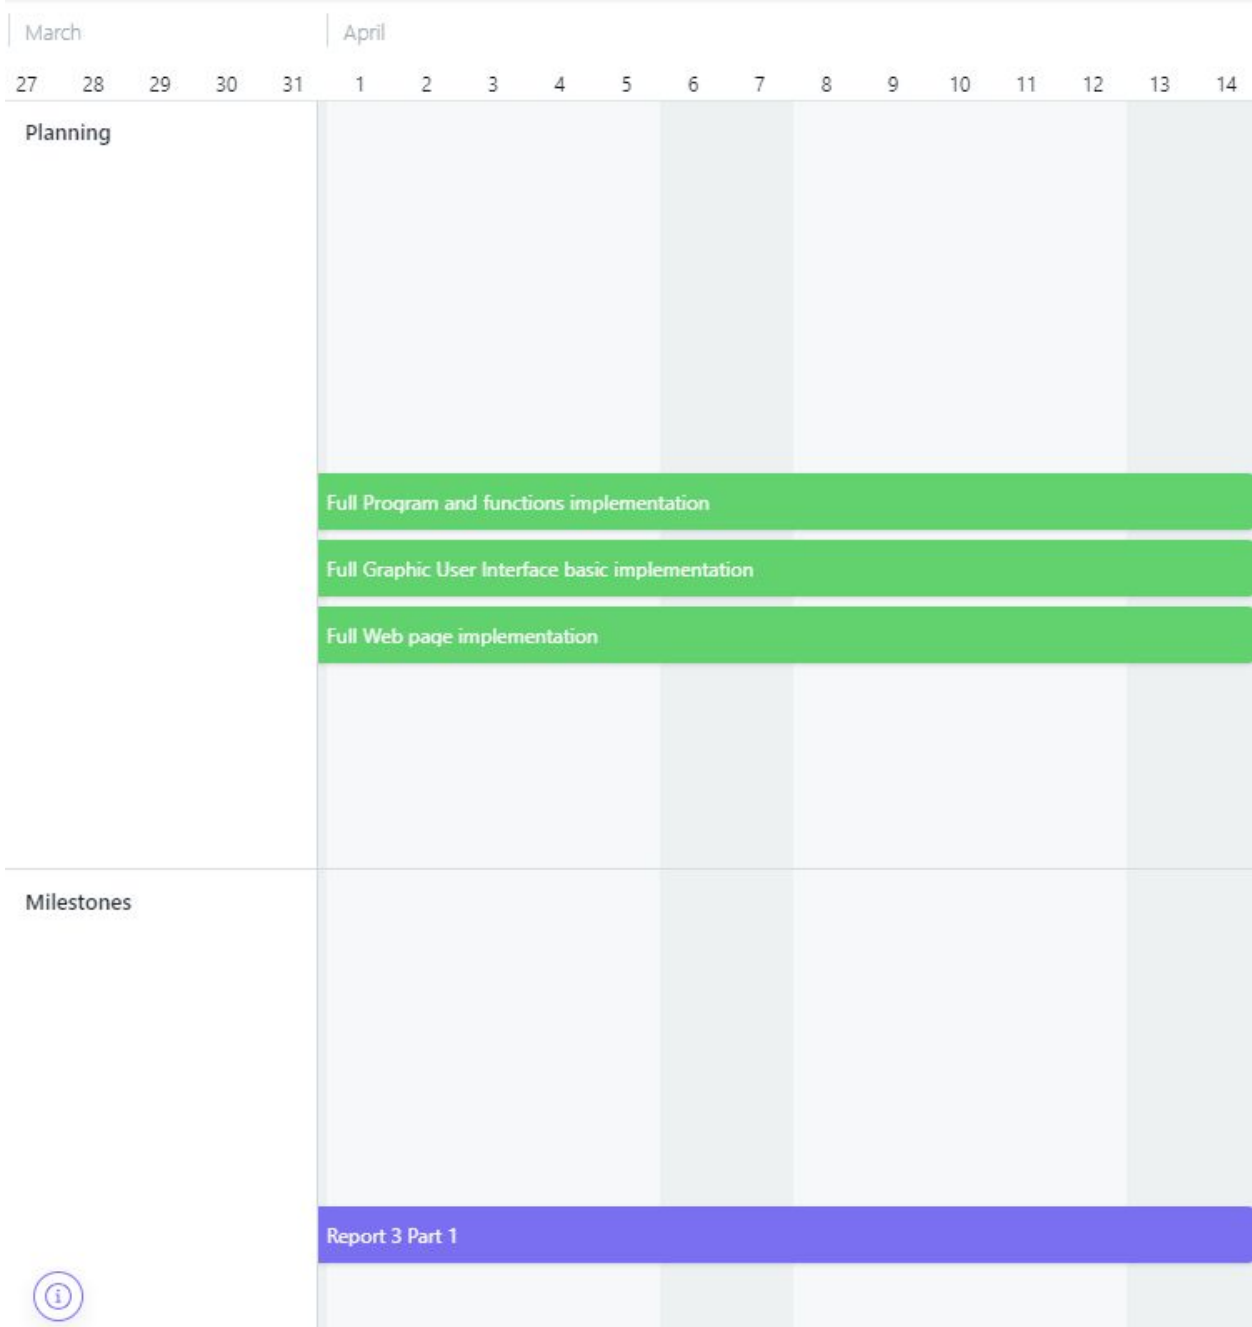 March April
27 28 29 30 31 1 2 3 4 5 6 7 8 9 10 11 12 13 14
Planning
Full Program and functions implementation
Full Graphic User Interface basic implementation
Full Web page implementation
Milestones
Report 3 Part 1
i